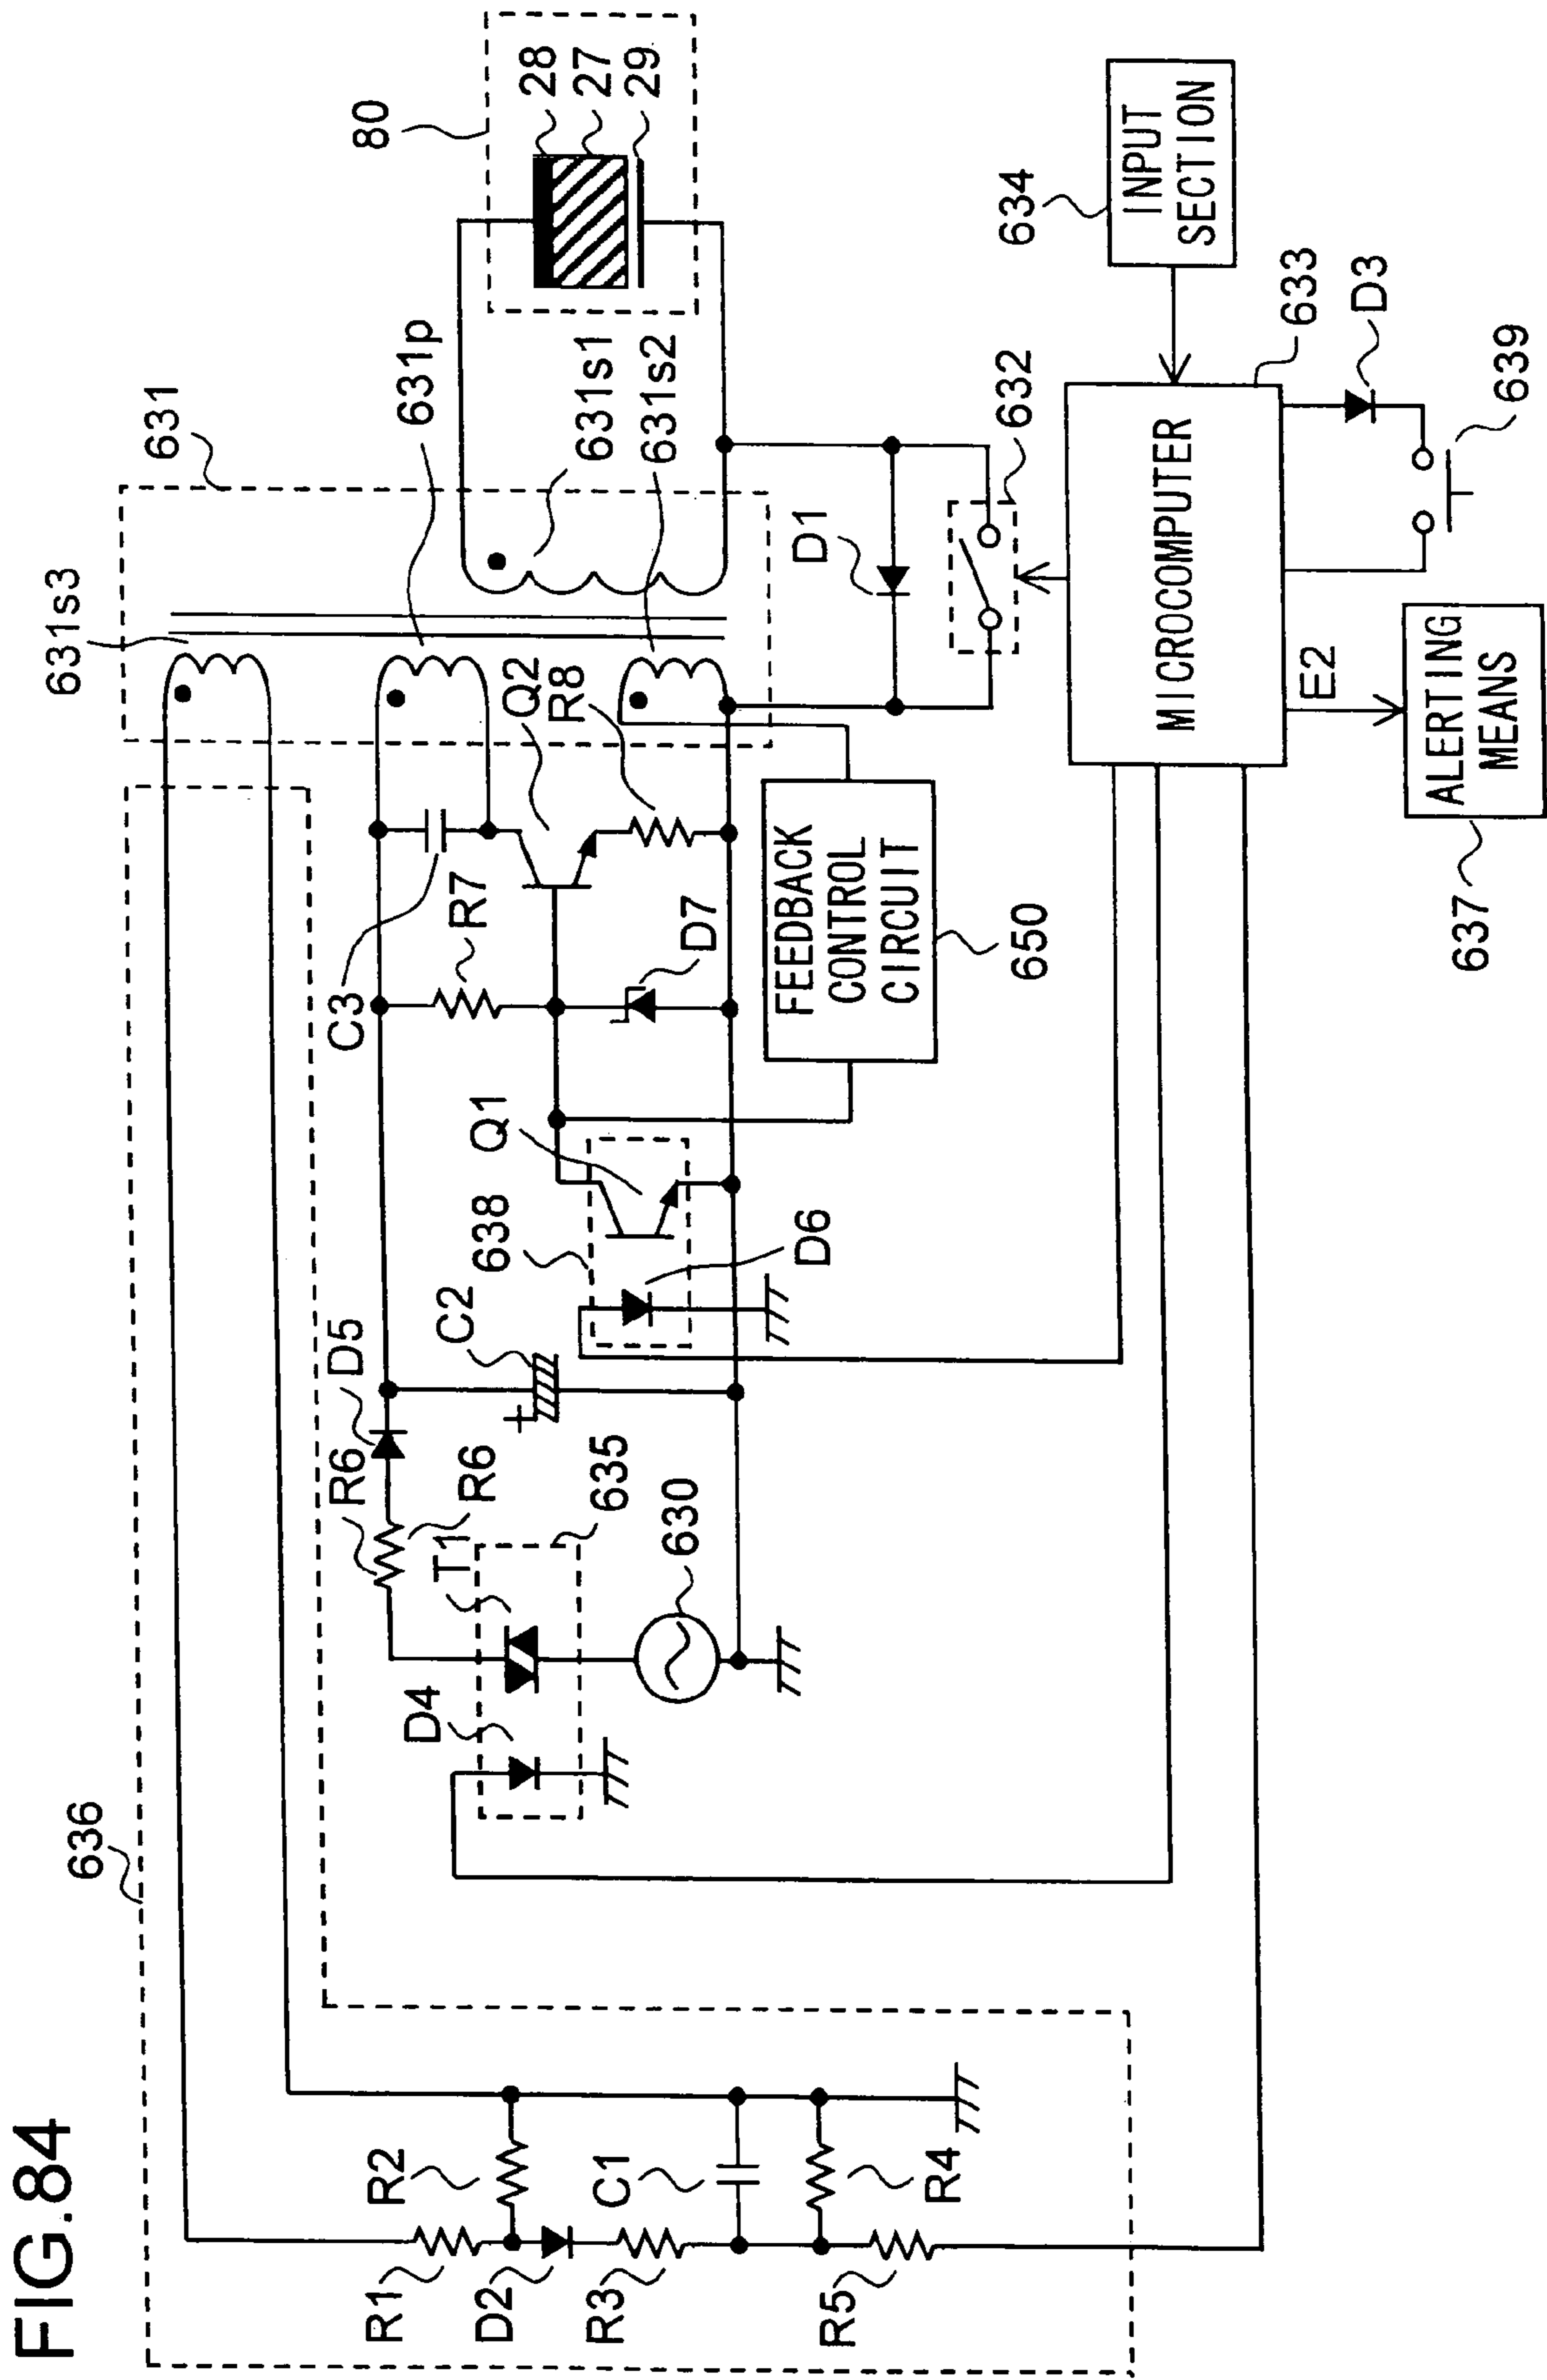 FIG.84
636
R1
R2
D2
R3
C1
R4
R5
D4
T1
635
630
R6
R6
D5
C2
+
638
Q1
D6
C3
R7
D7
Q2
R8
FEEDBACK
CONTROL
CIRCUIT
650
631s3
631
631p
631s1
631s2
80
28
27
29
D1
632
634
INPUT
SECTION
MICROCOMPUTER
633
D3
639
E2
ALERTING
MEANS
637